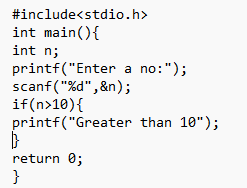 #include<stdio.h>
int main(){
int n;
printf("Enter a no:");
scanf("%d",&n);
if(n>10){
printf("Greater than 10");
}
return 0;
}